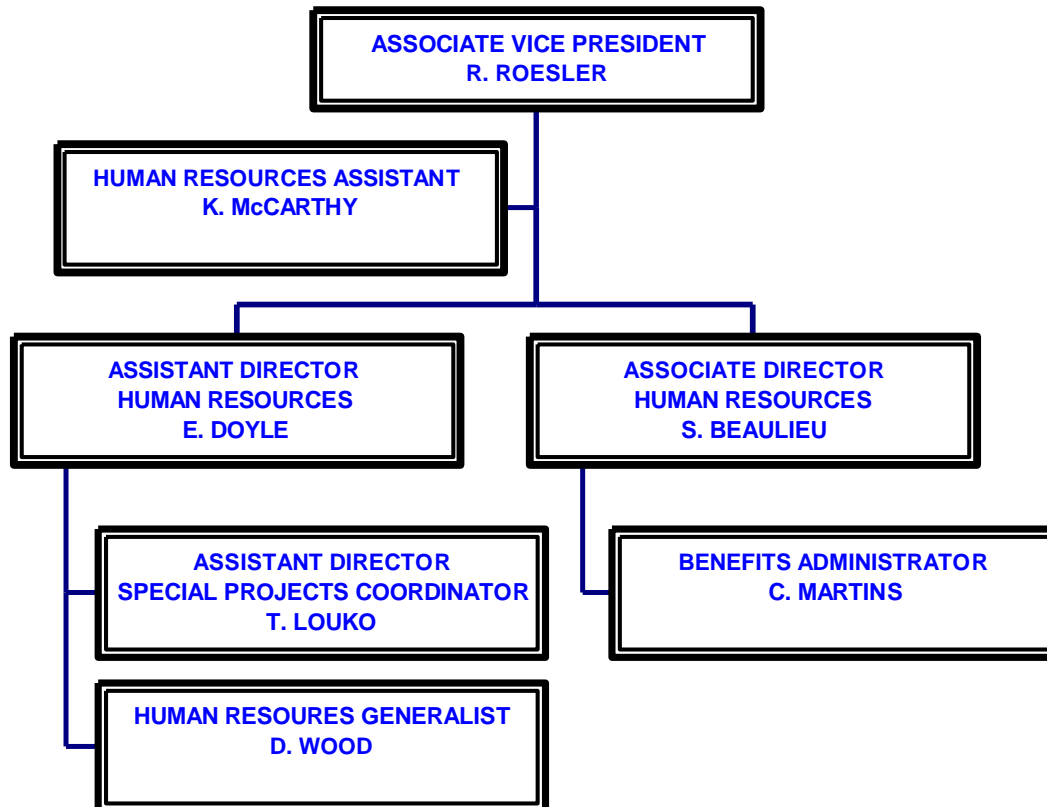 ASSOCIATE VICE PRESIDENT
R. ROESLER
HUMAN RESOURCES ASSISTANT
K. McCARTHY
ASSISTANT DIRECTOR
HUMAN RESOURCES
E. DOYLE
ASSOCIATE DIRECTOR
HUMAN RESOURCES
S. BEAULIEU
ASSISTANT DIRECTOR
SPECIAL PROJECTS COORDINATOR
T. LOUKO
BENEFITS ADMINISTRATOR
C. MARTINS
HUMAN RESOURES GENERALIST
D. WOOD